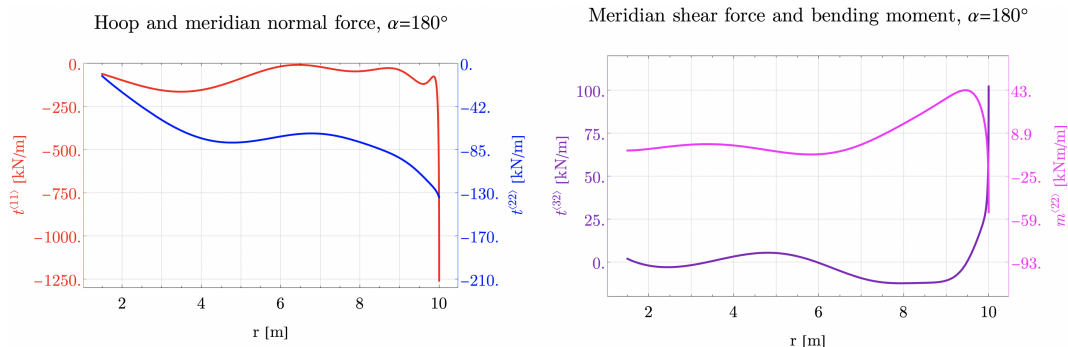 Hoop and meridian normal force, α=180°
0.
−250.
−500.
−750.
−1000.
−1250.
t⟨11⟩ [kN/m]
0.
−42.
−85.
−130.
−170.
−210.
t⟨22⟩ [kN/m]
2 4 6 8 10
r [m]
Meridian shear force and bending moment, α=180°
100.
75.
50.
25.
0.
t⟨32⟩ [kN/m]
43.
8.9
−25.
−59.
−93.
m⟨22⟩ [kNm/m]
2 4 6 8 10
r [m]